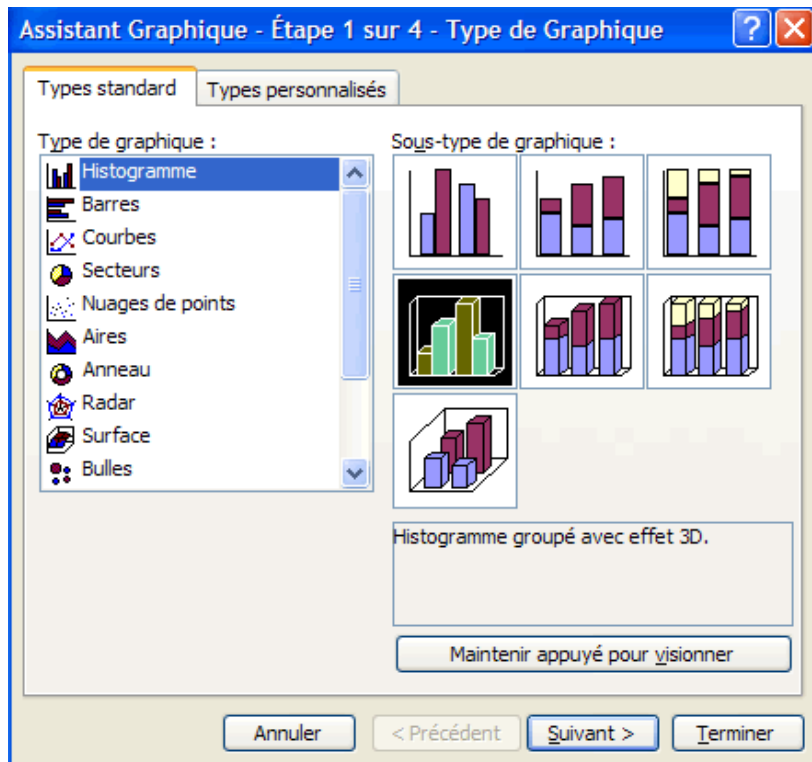 Assistant Graphique - Étape 1 sur 4 - Type de Graphique
Types standard
Types personnalisés
Type de graphique :
Histogramme
Barres
Courbes
Secteurs
Nuages de points
Aires
Anneau
Radar
Surface
Bulles
Sous-type de graphique :
Histogramme groupé avec effet 3D.
Maintenir appuyé pour visionner
Annuler
< Précédent
Suivant >
Terminer